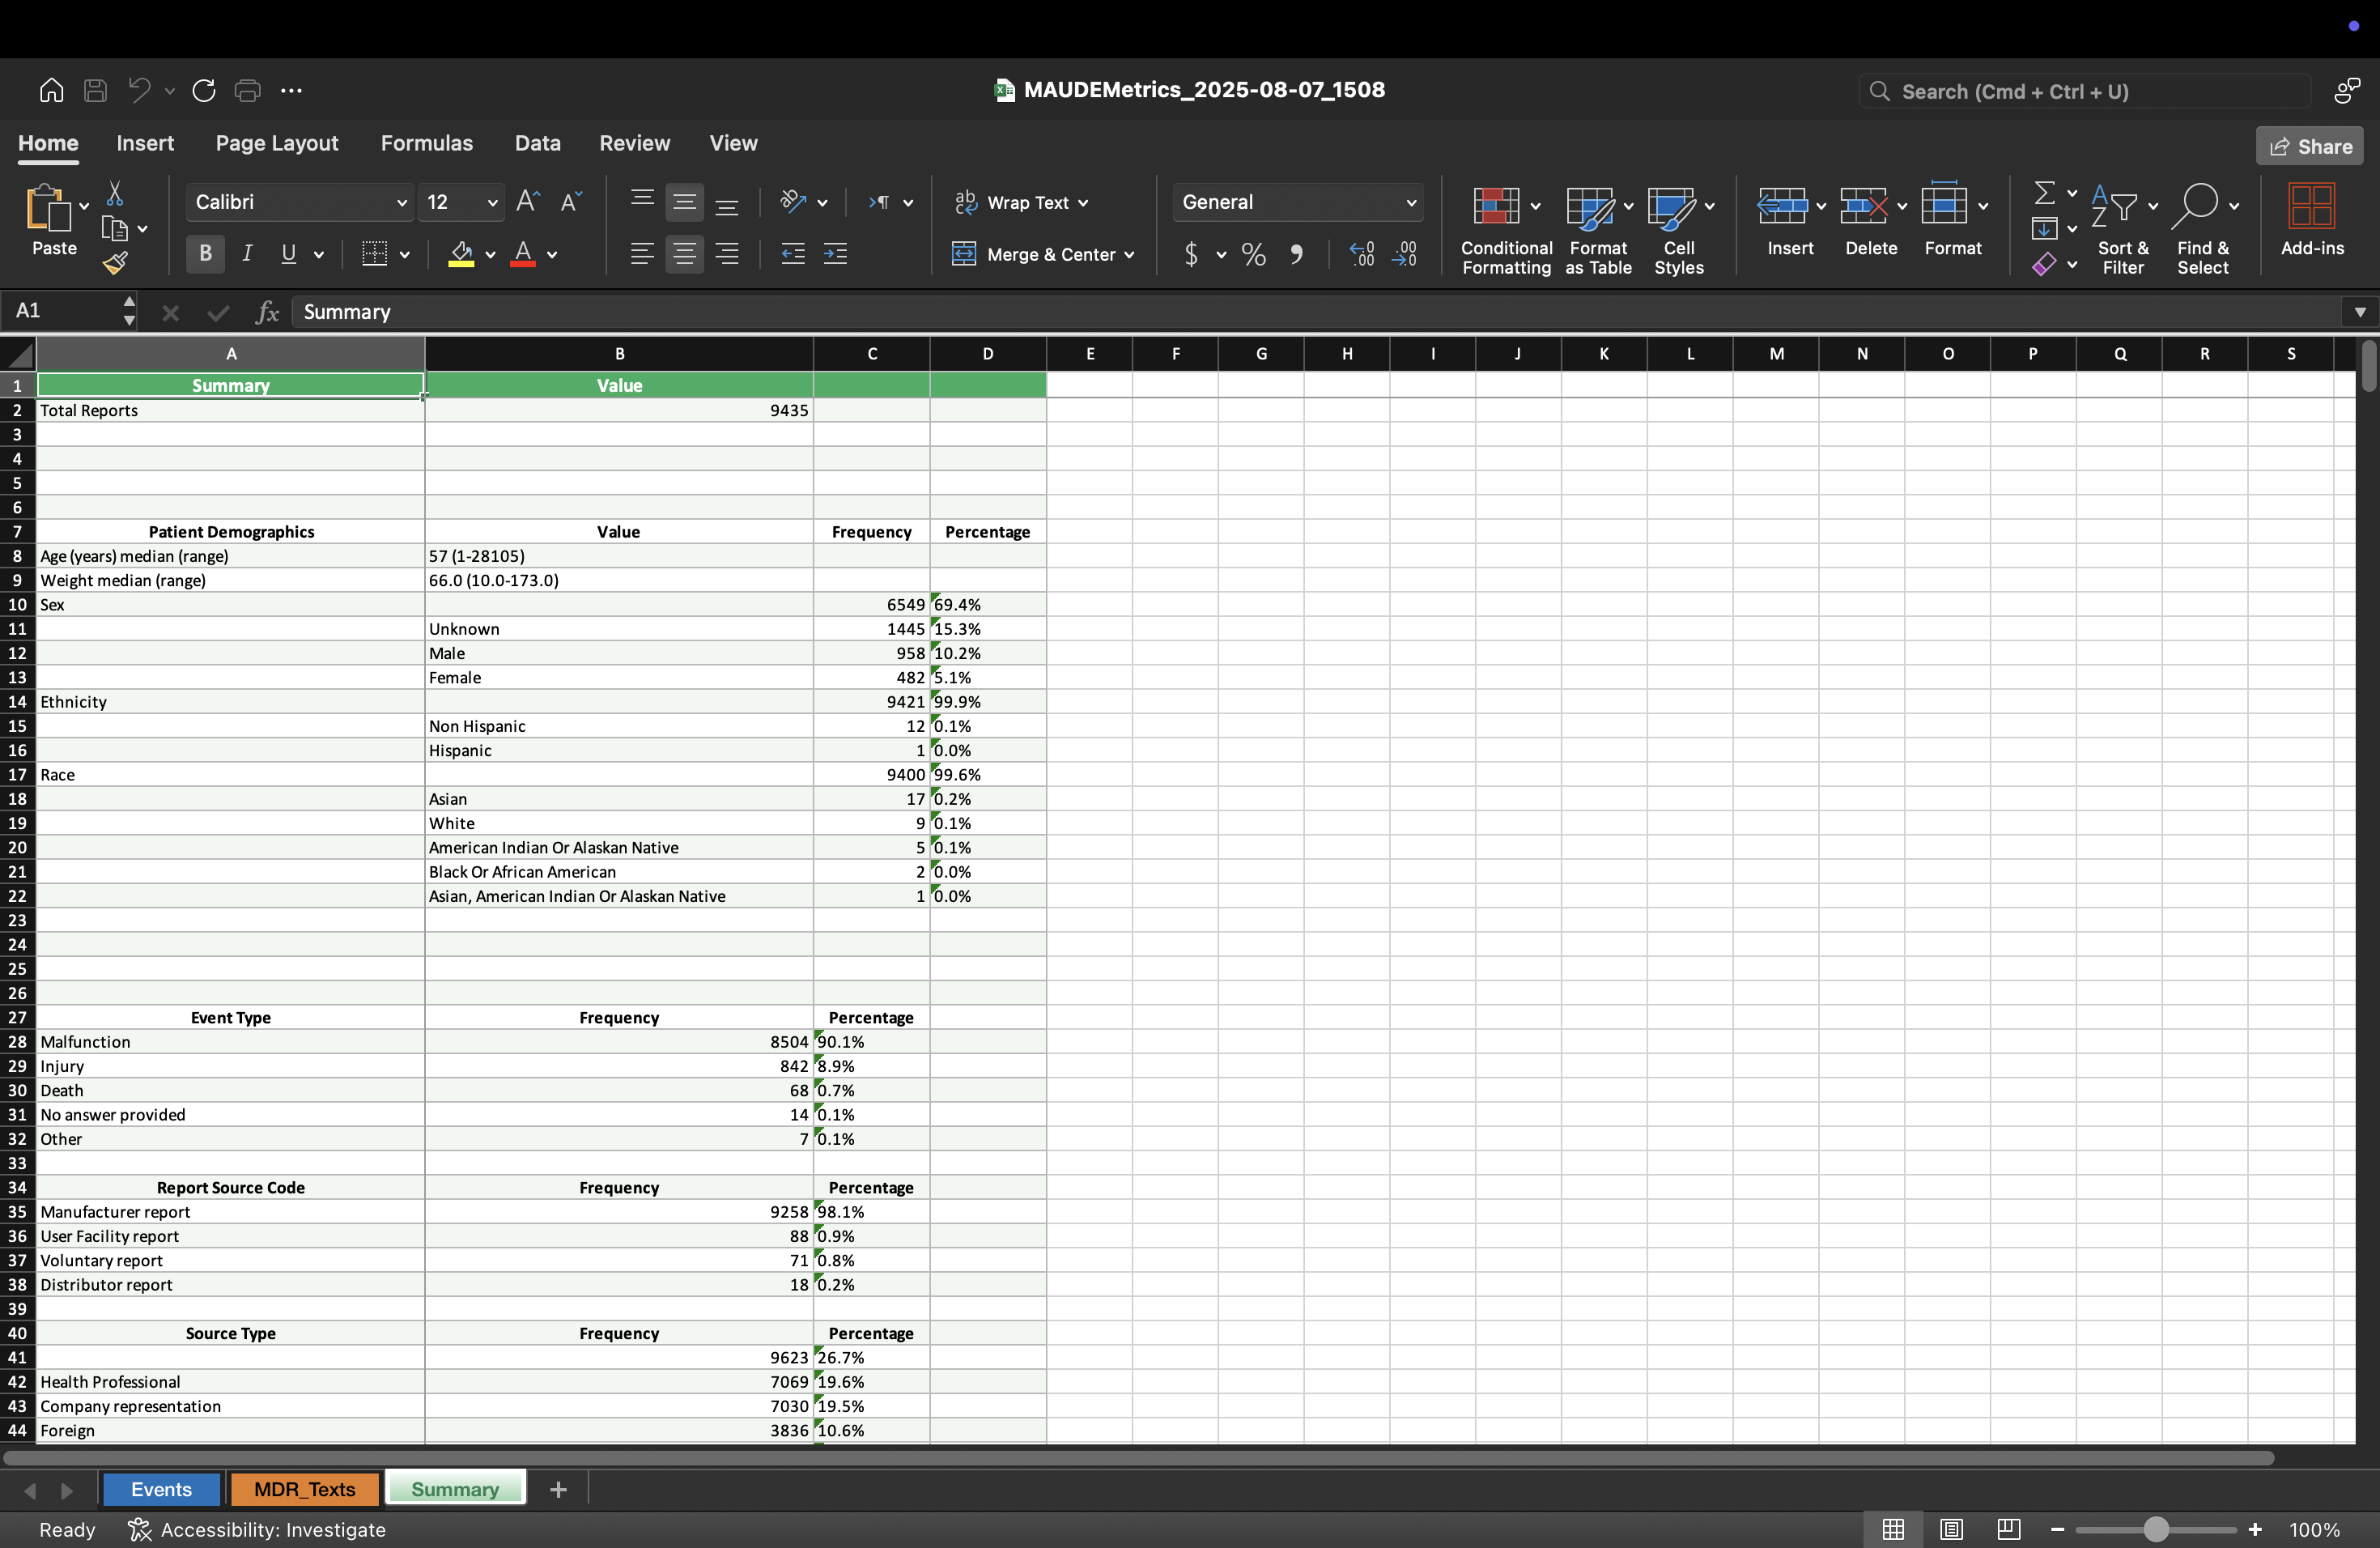 MAUDEMetrics_2025-08-07_1508
Search (Cmd + Ctrl + U)
Home Insert Page Layout Formulas Data Review View Share
Paste
Calibri 12
B I U A
Wrap Text
Merge & Center
General
$ %
Conditional Formatting
Format as Table
Cell Styles
Insert Delete Format
Sort & Filter
Find & Select
Add-ins
A1 fx Summary
A B C D E F G H I J K L M N O P Q R S
1 Summary Value
2 Total Reports 9435
3
4
5
6
7 Patient Demographics Value Frequency Percentage
8 Age (years) median (range) 57 (1-28105)
9 Weight median (range) 66.0 (10.0-173.0)
10 Sex 6549 69.4%
11 Unknown 1445 15.3%
12 Male 958 10.2%
13 Female 482 5.1%
14 Ethnicity 9421 99.9%
15 Non Hispanic 12 0.1%
16 Hispanic 1 0.0%
17 Race 9400 99.6%
18 Asian 17 0.2%
19 White 9 0.1%
20 American Indian Or Alaskan Native 5 0.1%
21 Black Or African American 2 0.0%
22 Asian, American Indian Or Alaskan Native 1 0.0%
23
24
25
26
27 Event Type Frequency Percentage
28 Malfunction 8504 90.1%
29 Injury 842 8.9%
30 Death 68 0.7%
31 No answer provided 14 0.1%
32 Other 7 0.1%
33
34 Report Source Code Frequency Percentage
35 Manufacturer report 9258 98.1%
36 User Facility report 88 0.9%
37 Voluntary report 71 0.8%
38 Distributor report 18 0.2%
39
40 Source Type Frequency Percentage
41 9623 26.7%
42 Health Professional 7069 19.6%
43 Company representation 7030 19.5%
44 Foreign 3836 10.6%
Events MDR_Texts Summary +
Ready Accessibility: Investigate 100%